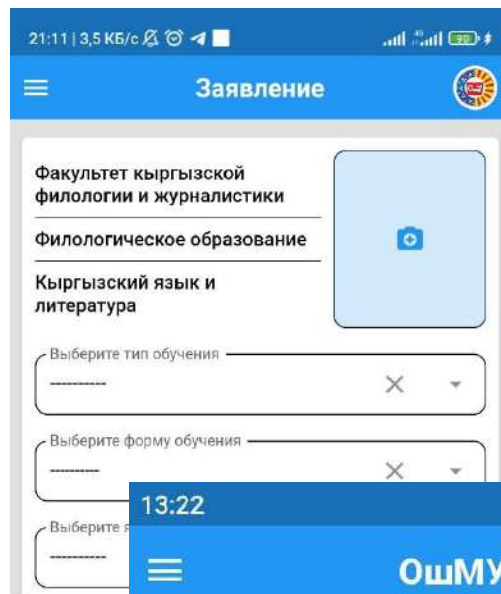 21:11 | 3,5 КБ/с
90
Заявление
Факультет кыргызской
филологии и журналистики
Филологическое образование
Кыргызский язык и
литература
Выберите тип обучения
----------
Выберите форму обучения
----------
Выберите
----------
13:22
ОшМУ